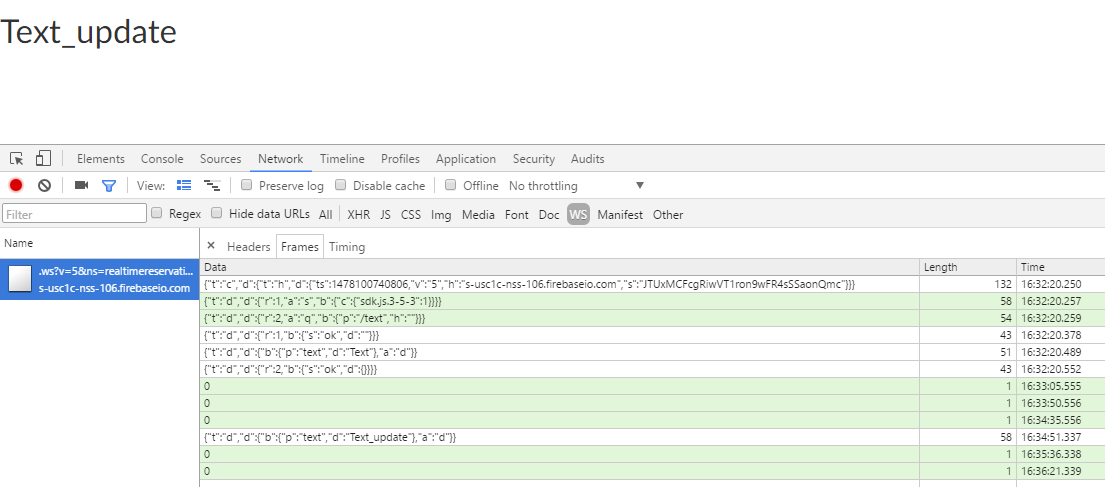 Text_update
Elements Console Sources Network Timeline Profiles Application Security Audits
View: Preserve log Disable cache Offline No throttling
Filter Regex Hide data URLs All XHR JS CSS Img Media Font Doc WS Manifest Other
Name × Headers Frames Timing
Data Length Time
.ws?v=5&ns=realtimereservati...
s-usc1c-nss-106.firebaseio.com
{"t":"c","d":{"t":"h","d":{"ts":1478100740806,"v":"5","h":"s-usc1c-nss-106.firebaseio.com","s":"JTUxMCFcgRiwVT1ron9wFR4sSSaonQmc"}}} 132 16:32:20.250
{"t":"d","d":{"r":1,"a":"s","b":{"c":{"sdk.js.3-5-3":1}}}} 58 16:32:20.257
{"t":"d","d":{"r":2,"a":"q","b":{"p":"/text","h":""}}} 54 16:32:20.259
{"t":"d","d":{"r":1,"b":{"s":"ok","d":""}}} 43 16:32:20.378
{"t":"d","d":{"b":{"p":"text","d":"Text"},"a":"d"}} 51 16:32:20.489
{"t":"d","d":{"r":2,"b":{"s":"ok","d":{}}}} 43 16:32:20.552
0 1 16:33:05.555
0 1 16:33:50.556
0 1 16:34:35.556
{"t":"d","d":{"b":{"p":"text","d":"Text_update"},"a":"d"}} 58 16:34:51.337
0 1 16:35:36.338
0 1 16:36:21.339